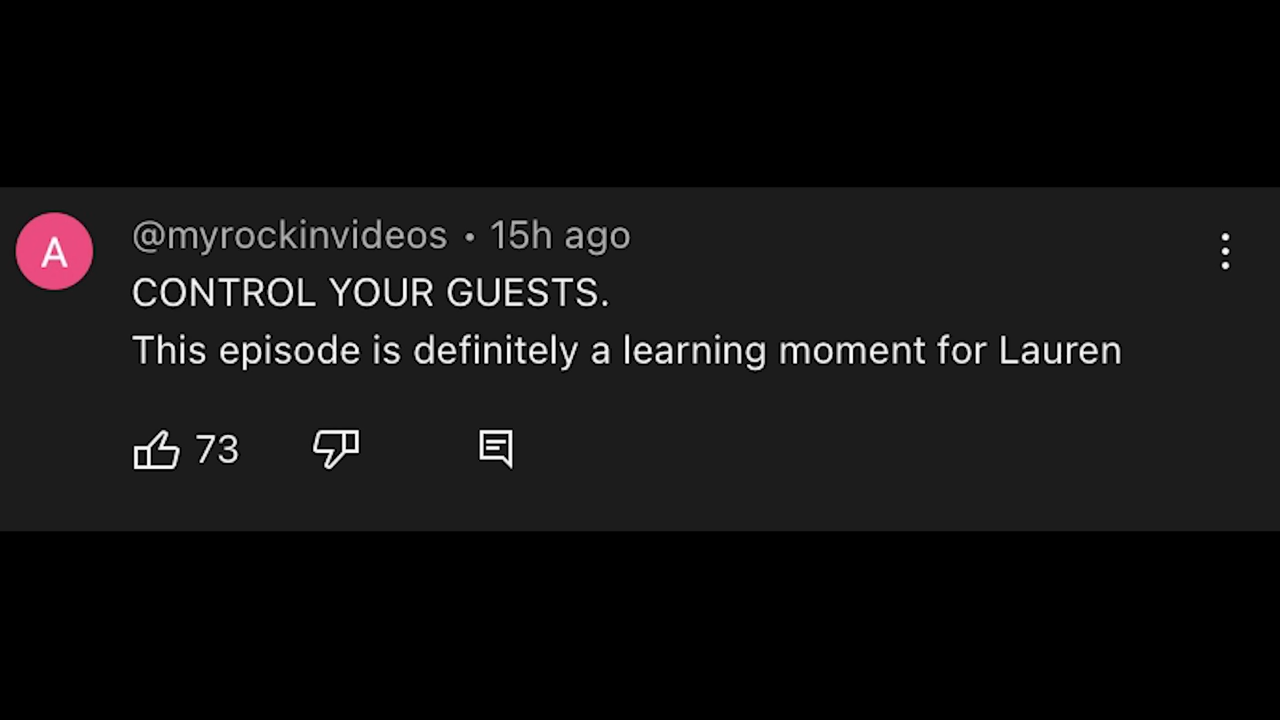 A
@myrockinvideos • 15h ago
CONTROL YOUR GUESTS.
This episode is definitely a learning moment for Lauren
73